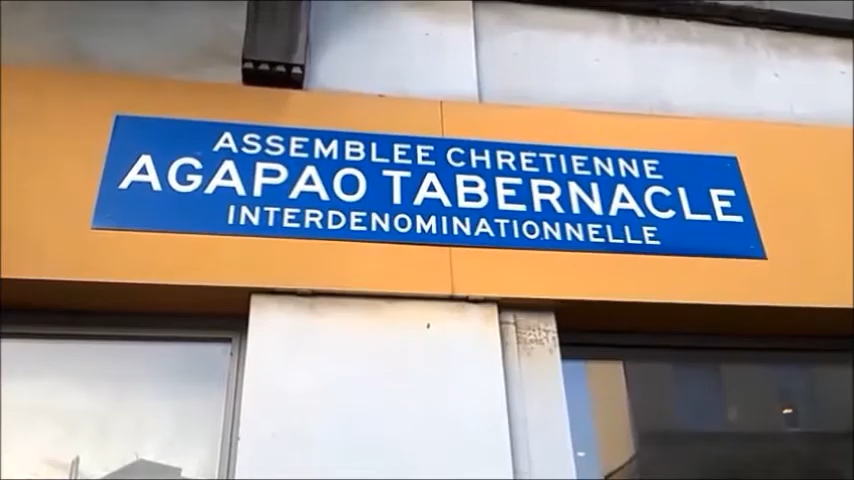 ASSEMBLEE CHRETIENNE
AGAPAO TABERNACLE
INTERDENOMINATIONNELLE